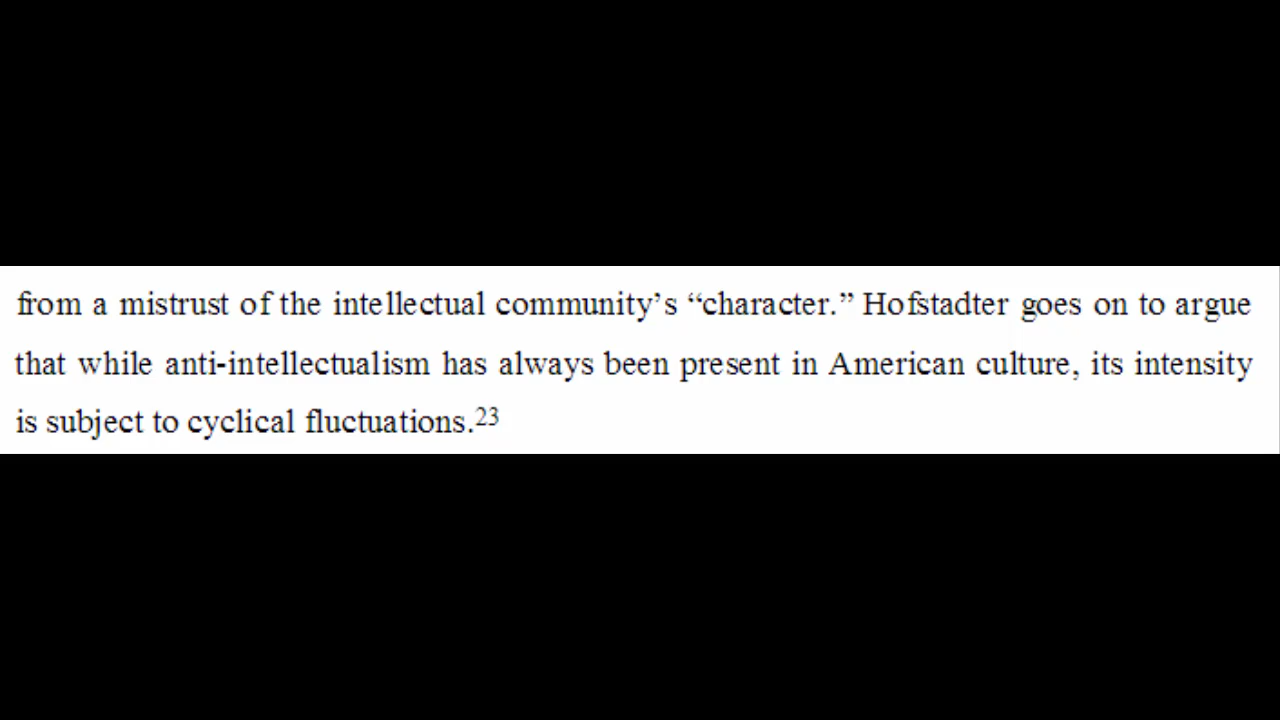 from a mistrust of the intellectual community’s “character.” Hofstadter goes on to argue
that while anti-intellectualism has always been present in American culture, its intensity
is subject to cyclical fluctuations.23